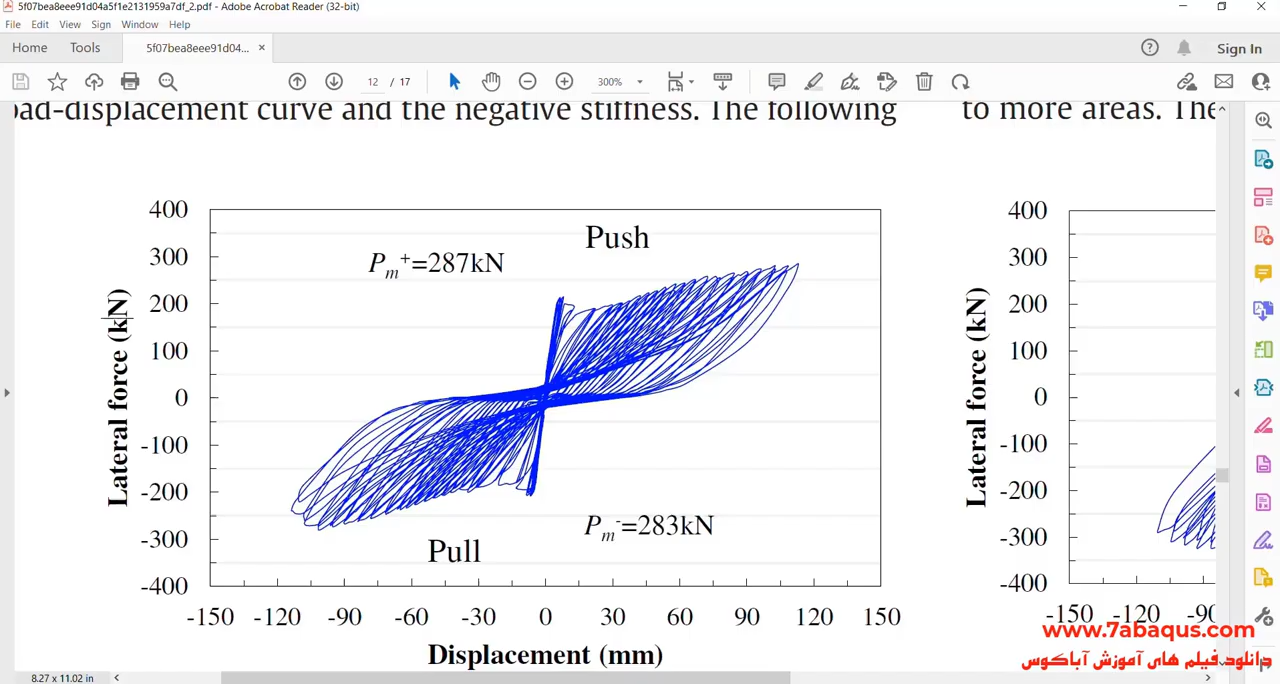 5f07bea8eee91d04a5f1e2131959a7df_2.pdf - Adobe Acrobat Reader (32-bit)
File Edit View Sign Window Help
Home Tools 5f07bea8eee91d04... × Sign In
12 / 17 300%
oad-displacement curve and the negative stiffness. The following
to more areas. The
400
300
200
100
0
-100
-200
-300
-400
Lateral force (kN)
Push
Pm+=287kN
Pm-=283kN
Pull
-150 -120 -90 -60 -30 0 30 60 90 120 150
Displacement (mm)
400
300
200
100
0
-100
-200
-300
-400
Lateral force (kN)
-150 -120 -90
www.7abaqus.com
دانلود فیلم های آموزش آباکوس
8.27 x 11.02 in